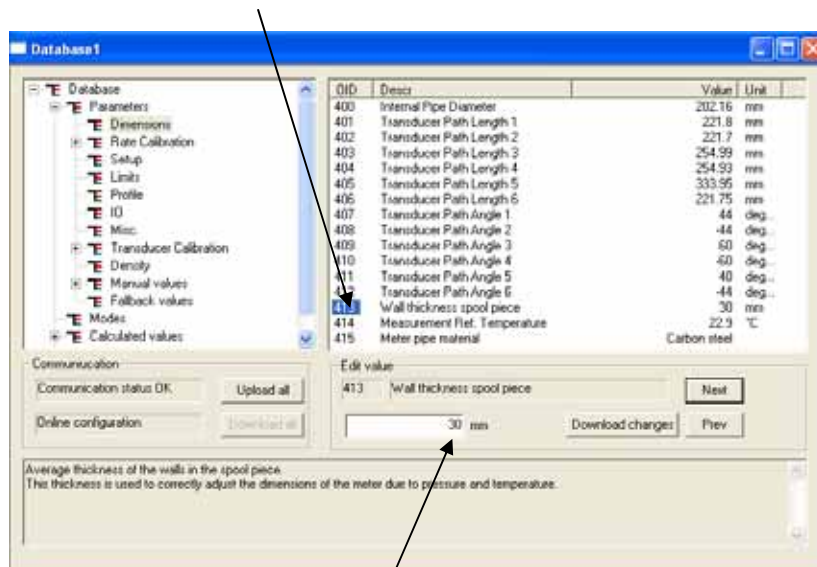 Database1
Database
Parameters
Dimensions
Rate Calibration
Setup
Limits
Profile
IO
Misc
Transducer Calibration
Density
Manual values
Fallback values
Modes
Calculated values
OID Descr Value Unit
400 Internal Pipe Diameter 202.16 mm
401 Transducer Path Length 1 221.8 mm
402 Transducer Path Length 2 221.7 mm
403 Transducer Path Length 3 254.99 mm
404 Transducer Path Length 4 254.93 mm
405 Transducer Path Length 5 333.95 mm
406 Transducer Path Length 6 221.75 mm
407 Transducer Path Angle 1 44 deg...
408 Transducer Path Angle 2 -44 deg...
409 Transducer Path Angle 3 60 deg...
410 Transducer Path Angle 4 -60 deg...
411 Transducer Path Angle 5 40 deg...
412 Transducer Path Angle 6 -44 deg...
413 Wall thickness spool piece 30 mm
414 Measurement Ref. Temperature 22.9 °C
415 Meter pipe material Carbon steel
Communucation
Communication status OK Upload all
Online configuration Download all
Edit value
413 Wall thickness spool piece Next
30 mm Download changes Prev
Average thickness of the walls in the spool piece.
This thickness is used to correctly adjust the dimensions of the meter due to pressure and temperature.